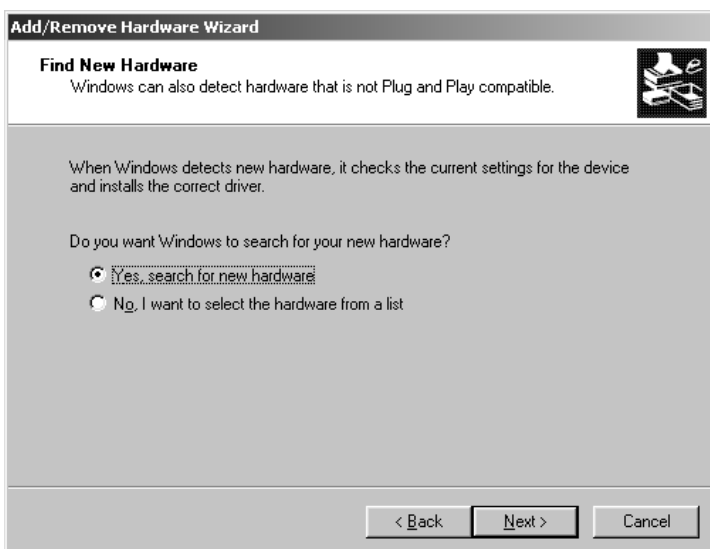 Add/Remove Hardware Wizard
Find New Hardware
Windows can also detect hardware that is not Plug and Play compatible.
When Windows detects new hardware, it checks the current settings for the device
and installs the correct driver.
Do you want Windows to search for your new hardware?
Yes, search for new hardware
No, I want to select the hardware from a list
< Back Next > Cancel